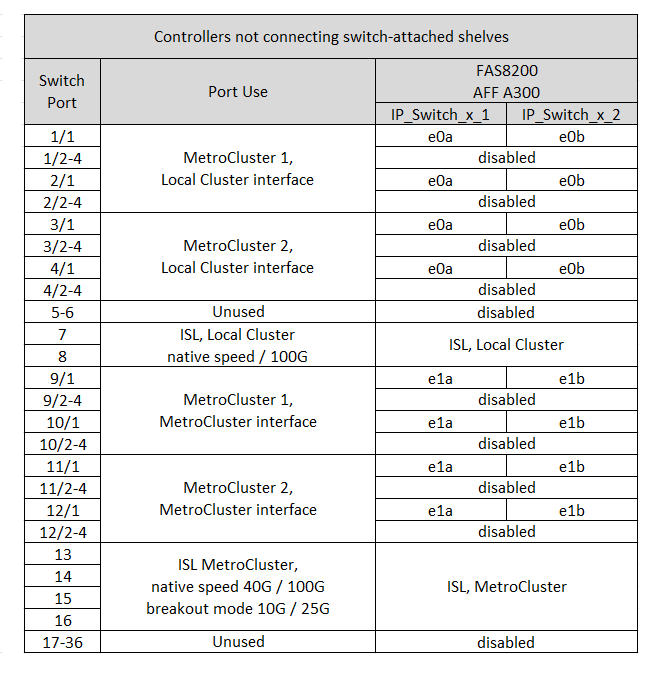 Controllers not connecting switch-attached shelves
Switch Port
Port Use
FAS8200
AFF A300
IP_Switch_x_1 IP_Switch_x_2
1/1 e0a e0b
1/2-4 disabled
MetroCluster 1,
Local Cluster interface
2/1 e0a e0b
2/2-4 disabled
3/1 e0a e0b
3/2-4 disabled
MetroCluster 2,
Local Cluster interface
4/1 e0a e0b
4/2-4 disabled
5-6 Unused disabled
7 ISL, Local Cluster
8 native speed / 100G
ISL, Local Cluster
9/1 e1a e1b
9/2-4 disabled
MetroCluster 1,
MetroCluster interface
10/1 e1a e1b
10/2-4 disabled
11/1 e1a e1b
11/2-4 disabled
MetroCluster 2,
MetroCluster interface
12/1 e1a e1b
12/2-4 disabled
13
14
15
16
ISL MetroCluster,
native speed 40G / 100G
breakout mode 10G / 25G
ISL, MetroCluster
17-36 Unused disabled